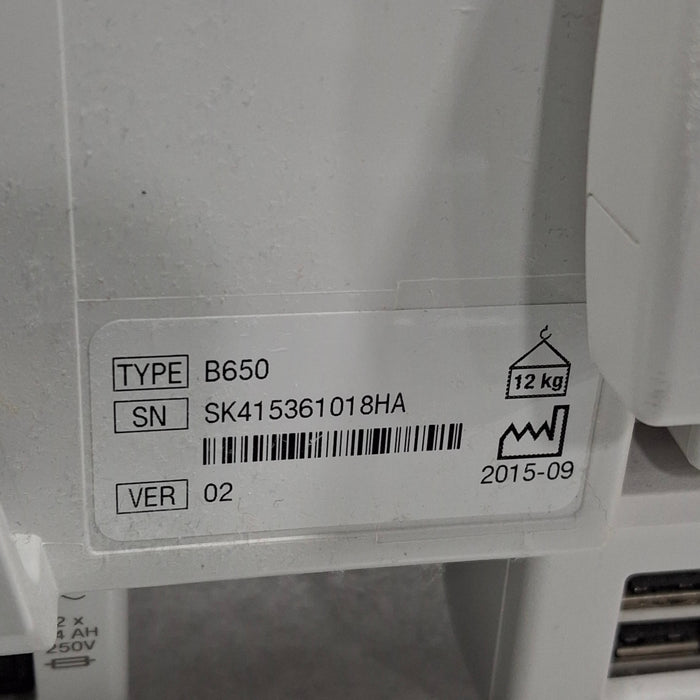 TYPE B650
12 kg
SN SK415361018HA
2015-09
VER 02
2 x
4 AH
250V